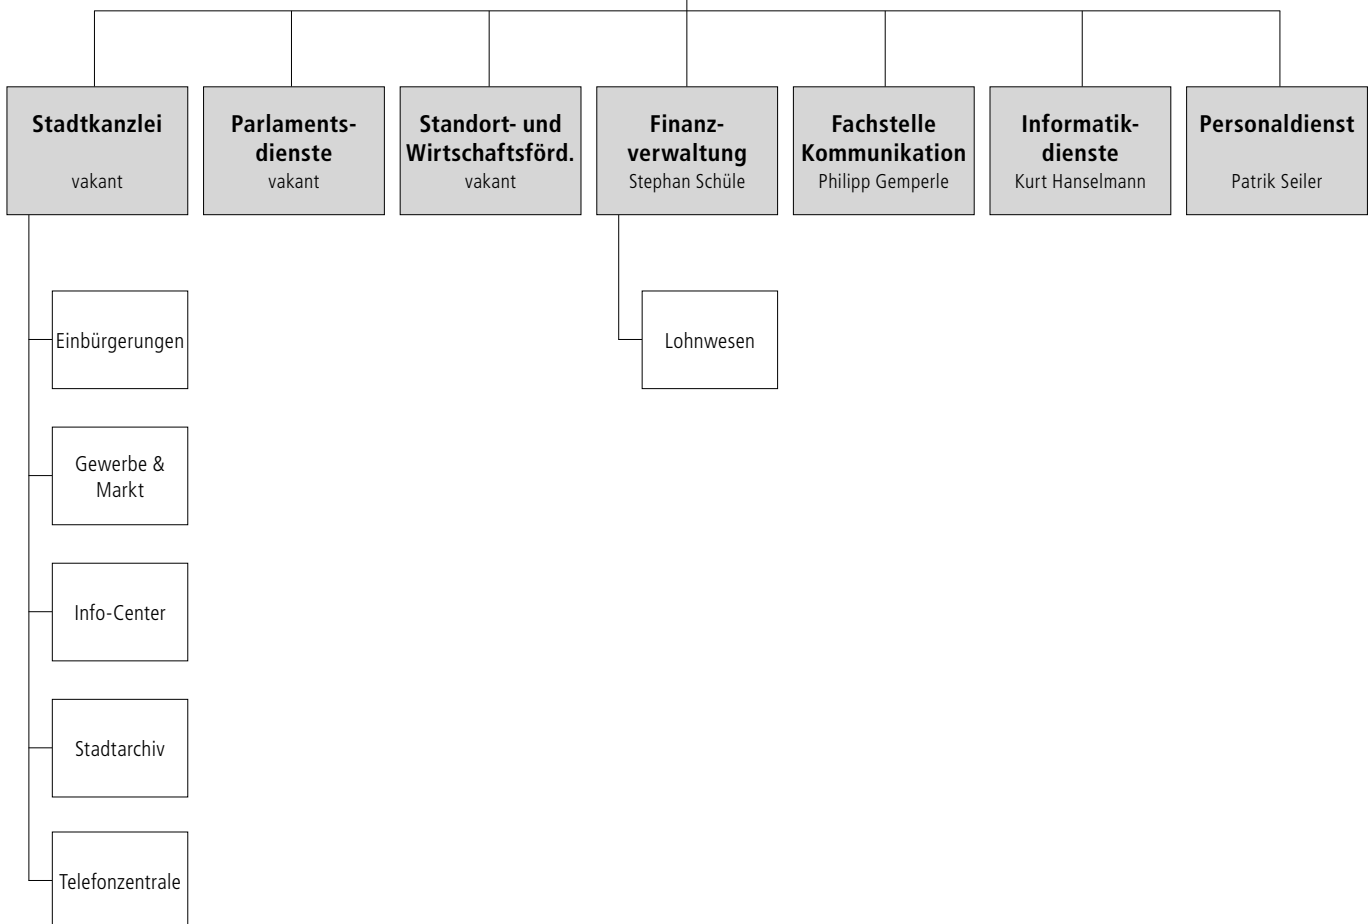 Stadtkanzlei
vakant
Parlaments-
dienste
vakant
Standort- und
Wirtschaftsförd.
vakant
Finanz-
verwaltung
Stephan Schüle
Fachstelle
Kommunikation
Philipp Gemperle
Informatik-
dienste
Kurt Hanselmann
Personaldienst
Patrik Seiler
Einbürgerungen
Lohnwesen
Gewerbe &
Markt
Info-Center
Stadtarchiv
Telefonzentrale